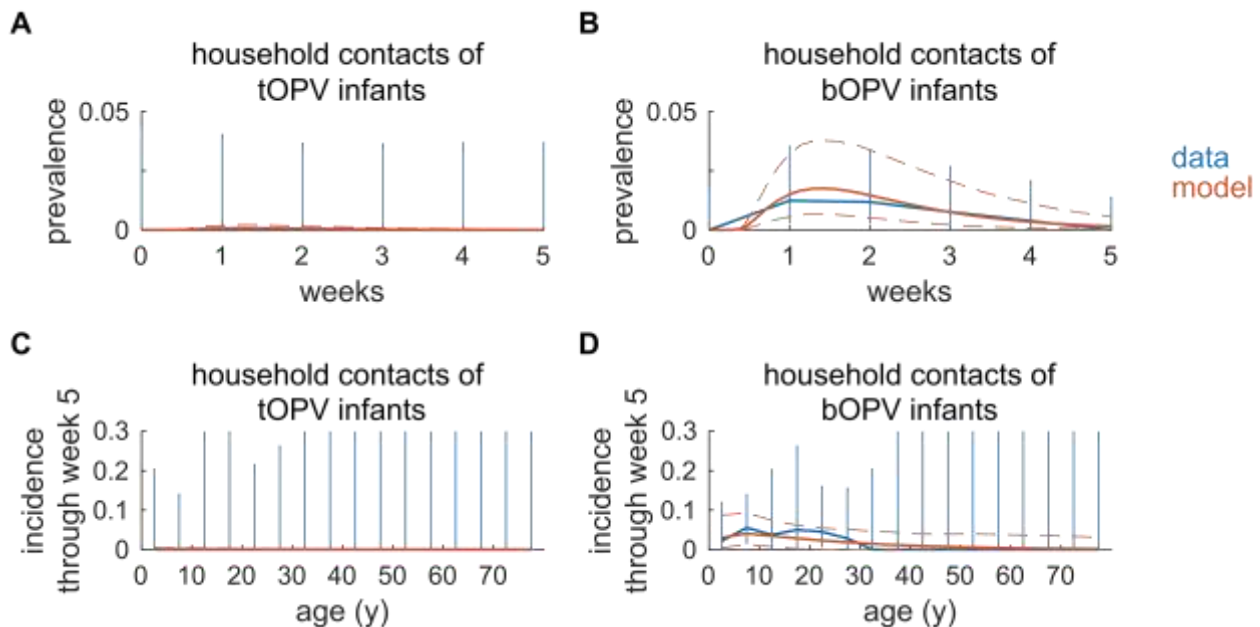 A
household contacts of
tOPV infants
prevalence
0.05
0
0 1 2 3 4 5
weeks
B
household contacts of
bOPV infants
prevalence
0.05
0
0 1 2 3 4 5
weeks
data
model
C
household contacts of
tOPV infants
incidence
through week 5
0.3
0.2
0.1
0
0 10 20 30 40 50 60 70
age (y)
D
household contacts of
bOPV infants
incidence
through week 5
0.3
0.2
0.1
0
0 10 20 30 40 50 60 70
age (y)